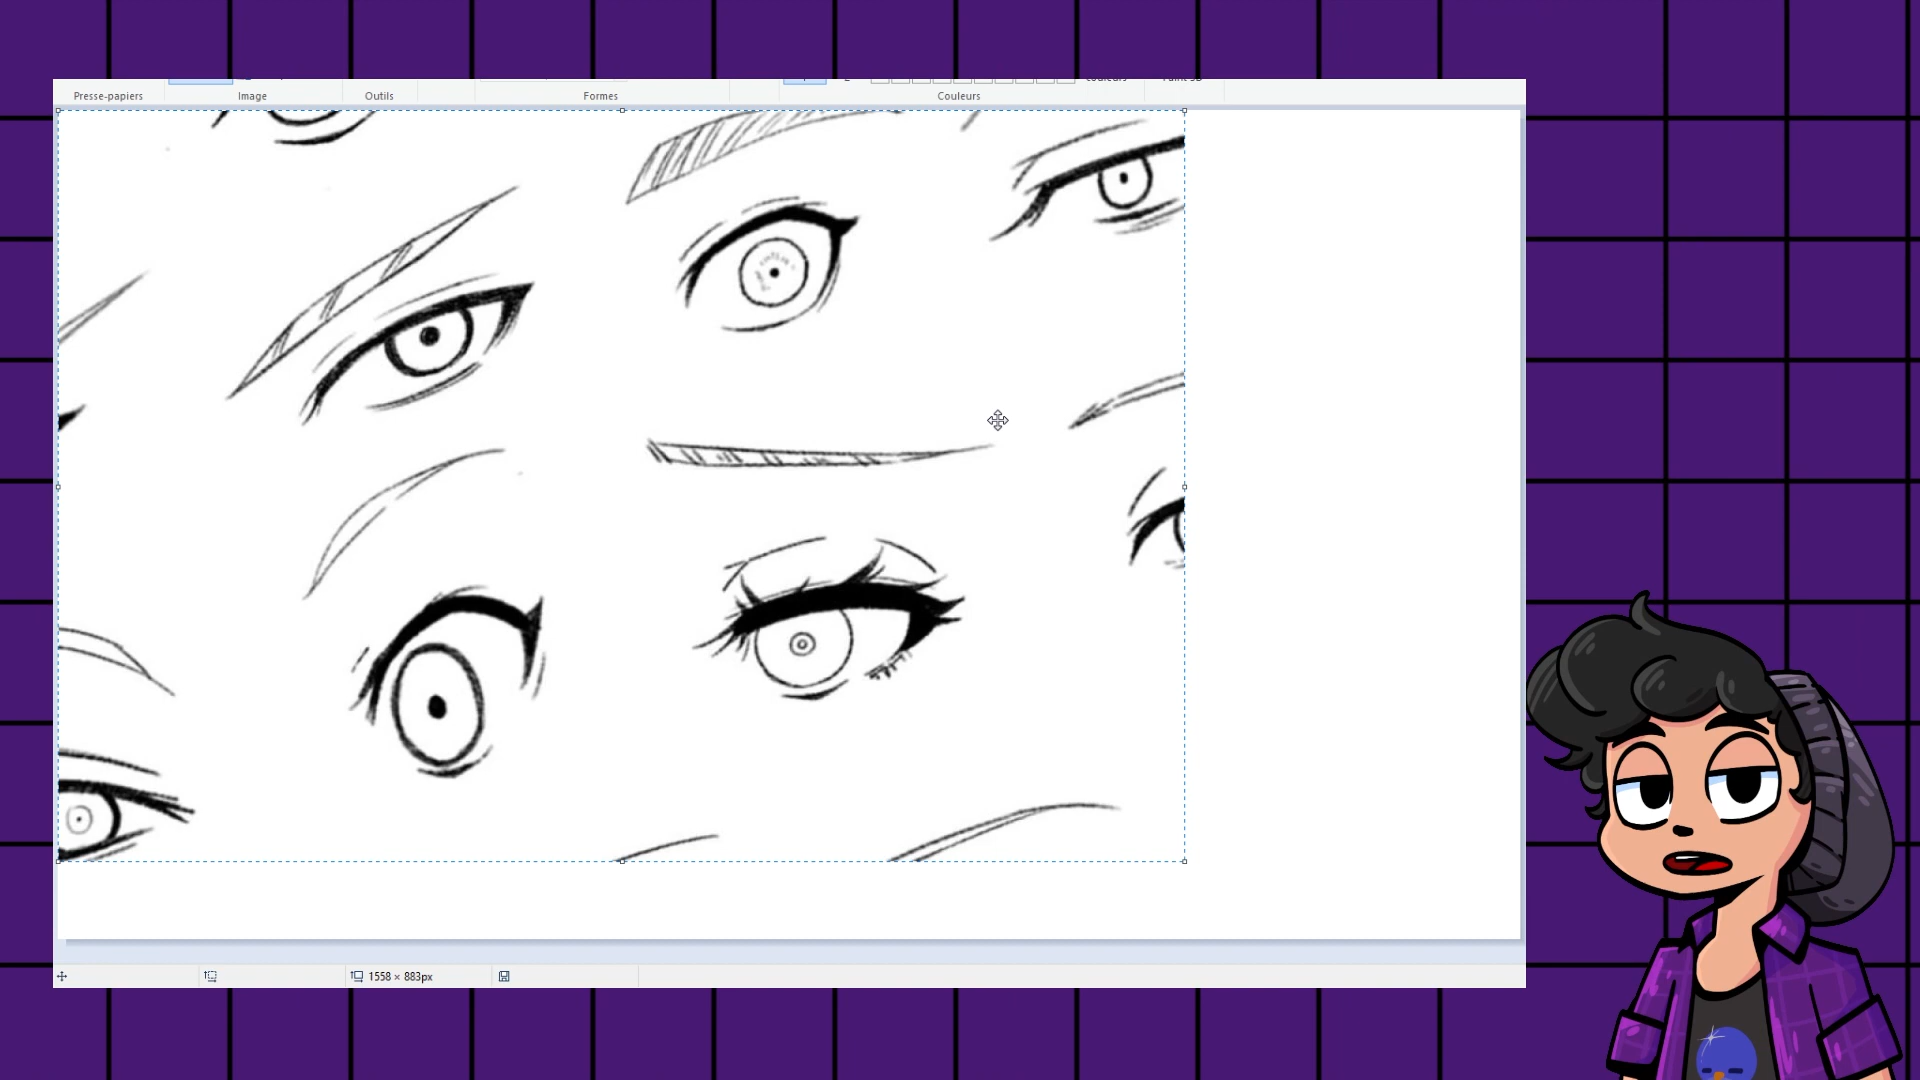 Presse-papiers Image Outils Formes Couleurs
1558 × 883px